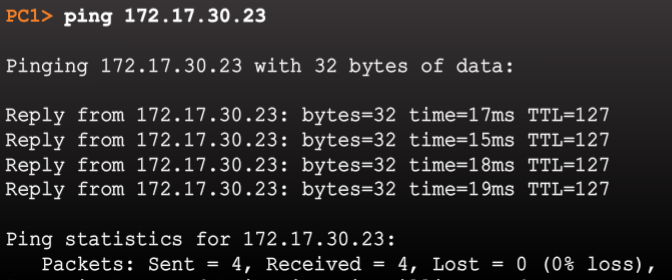 PC1> ping 172.17.30.23
Pinging 172.17.30.23 with 32 bytes of data:
Reply from 172.17.30.23: bytes=32 time=17ms TTL=127
Reply from 172.17.30.23: bytes=32 time=15ms TTL=127
Reply from 172.17.30.23: bytes=32 time=18ms TTL=127
Reply from 172.17.30.23: bytes=32 time=19ms TTL=127
Ping statistics for 172.17.30.23:
Packets: Sent = 4, Received = 4, Lost = 0 (0% loss),